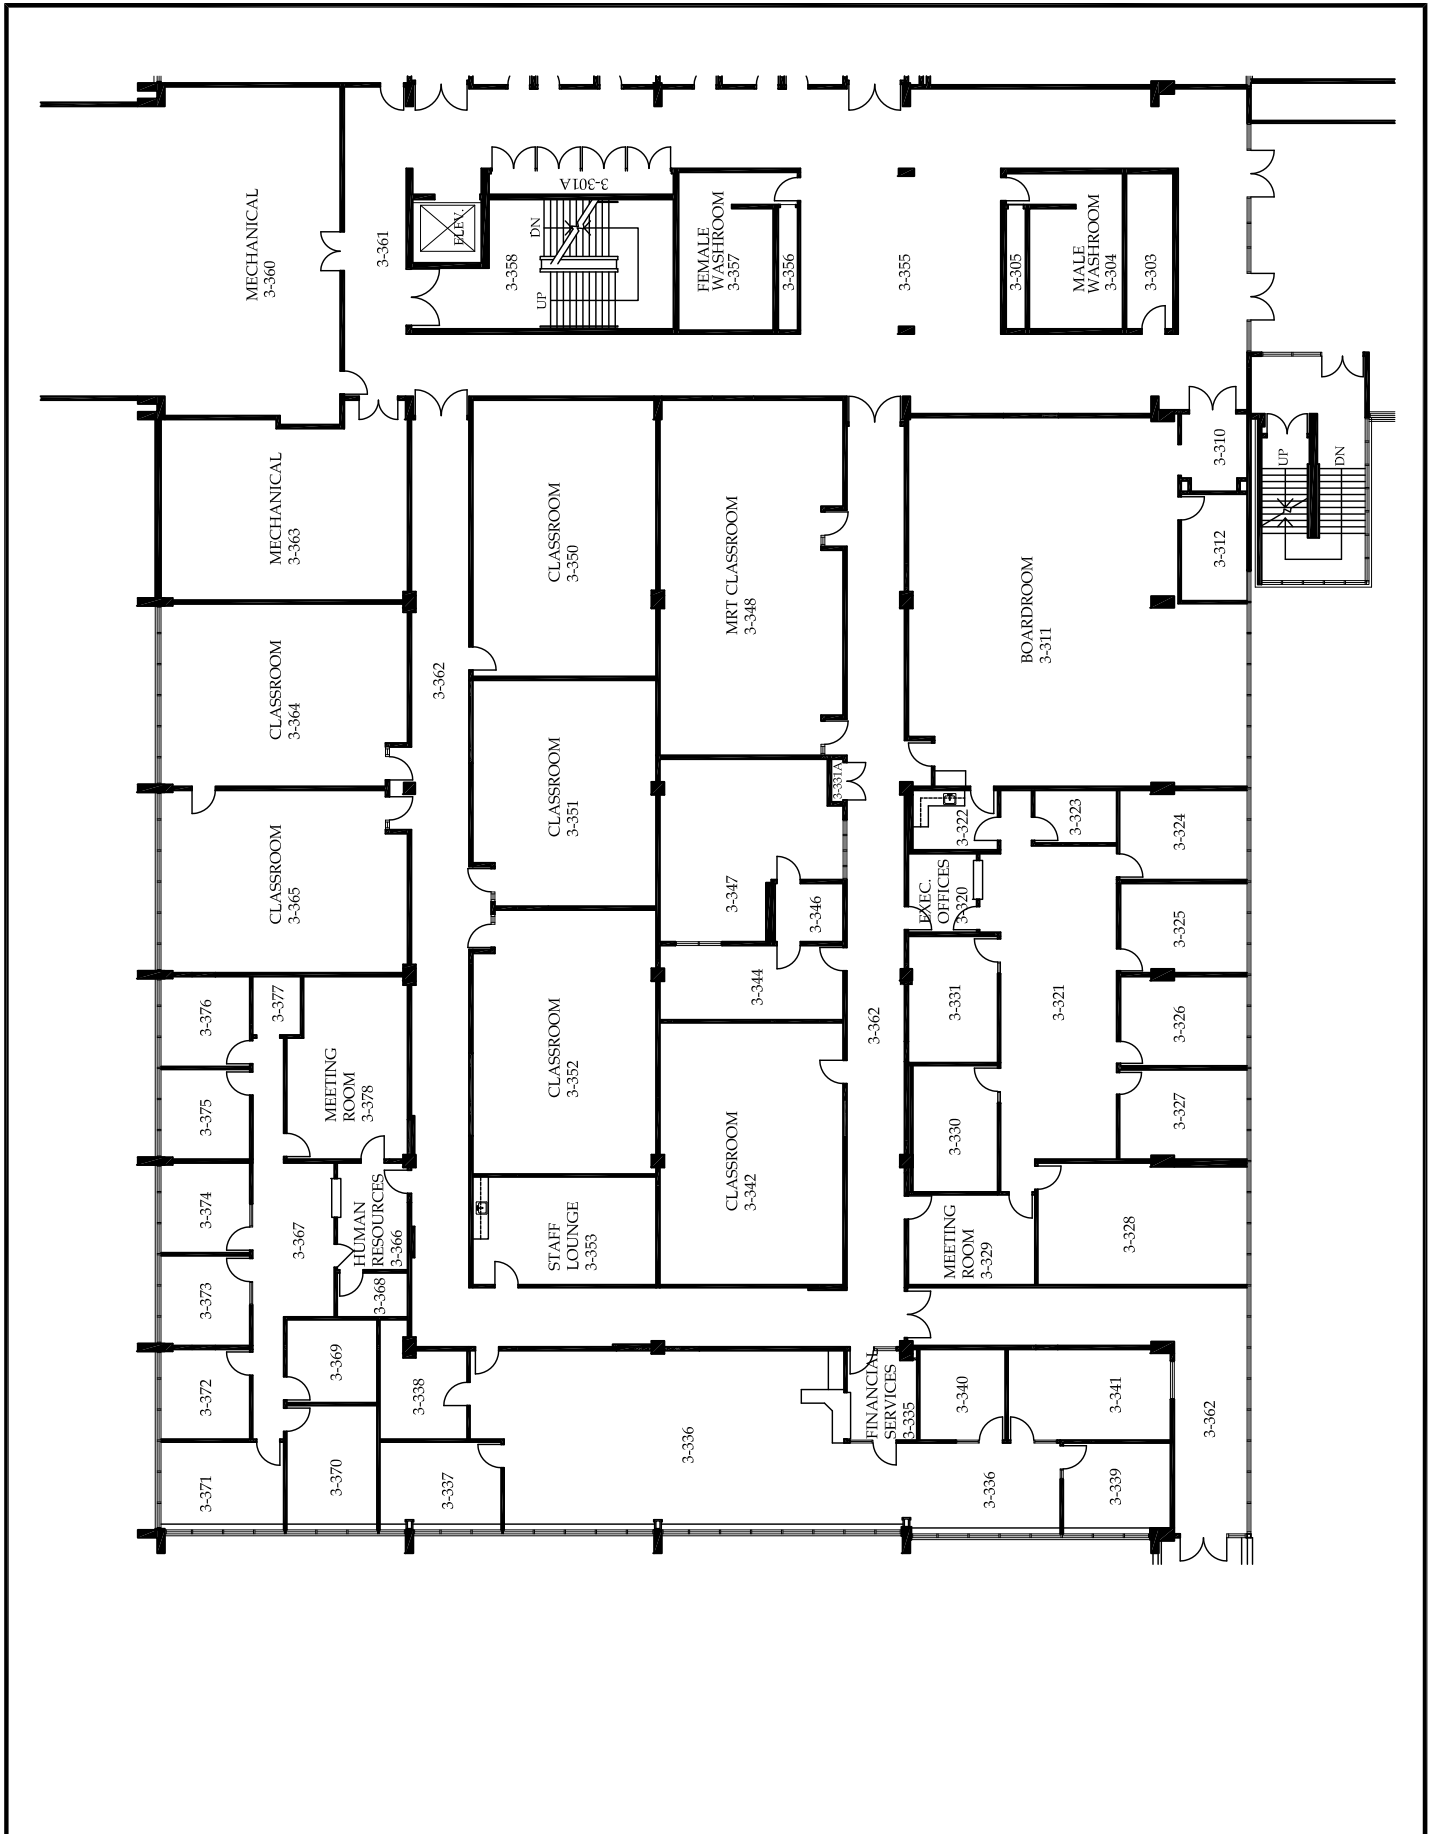 MECHANICAL
3-360
3-361
ELEV.
3-301A
3-358
DN
UP
FEMALE
WASHROOM
3-357
3-356
3-355
3-305
MALE
WASHROOM
3-304
3-303
MECHANICAL
3-363
CLASSROOM
3-350
MRT CLASSROOM
3-348
BOARDROOM
3-311
3-310
3-312
UP
DN
CLASSROOM
3-364
3-362
CLASSROOM
3-351
3-331A
CLASSROOM
3-365
3-347
3-346
3-322
3-323
3-324
EXEC.
OFFICES
3-320
3-325
3-376
3-377
3-344
3-362
3-331
3-321
3-326
3-375
MEETING
ROOM
3-378
CLASSROOM
3-352
CLASSROOM
3-342
3-330
3-327
3-374
3-367
HUMAN
RESOURCES
3-366
STAFF
LOUNGE
3-353
MEETING
ROOM
3-329
3-328
3-373
3-368
3-372
3-369
3-338
FINANCIAL
SERVICES
3-335
3-340
3-341
3-362
3-371
3-370
3-337
3-336
3-336
3-339